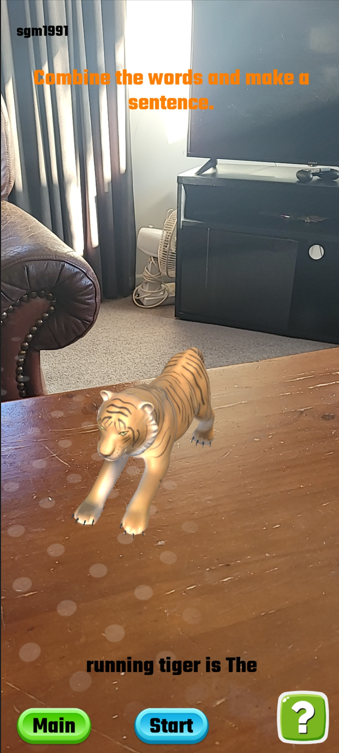 sgm1991
Combine the words and make a
sentence.
running tiger is The
Main
Start
?